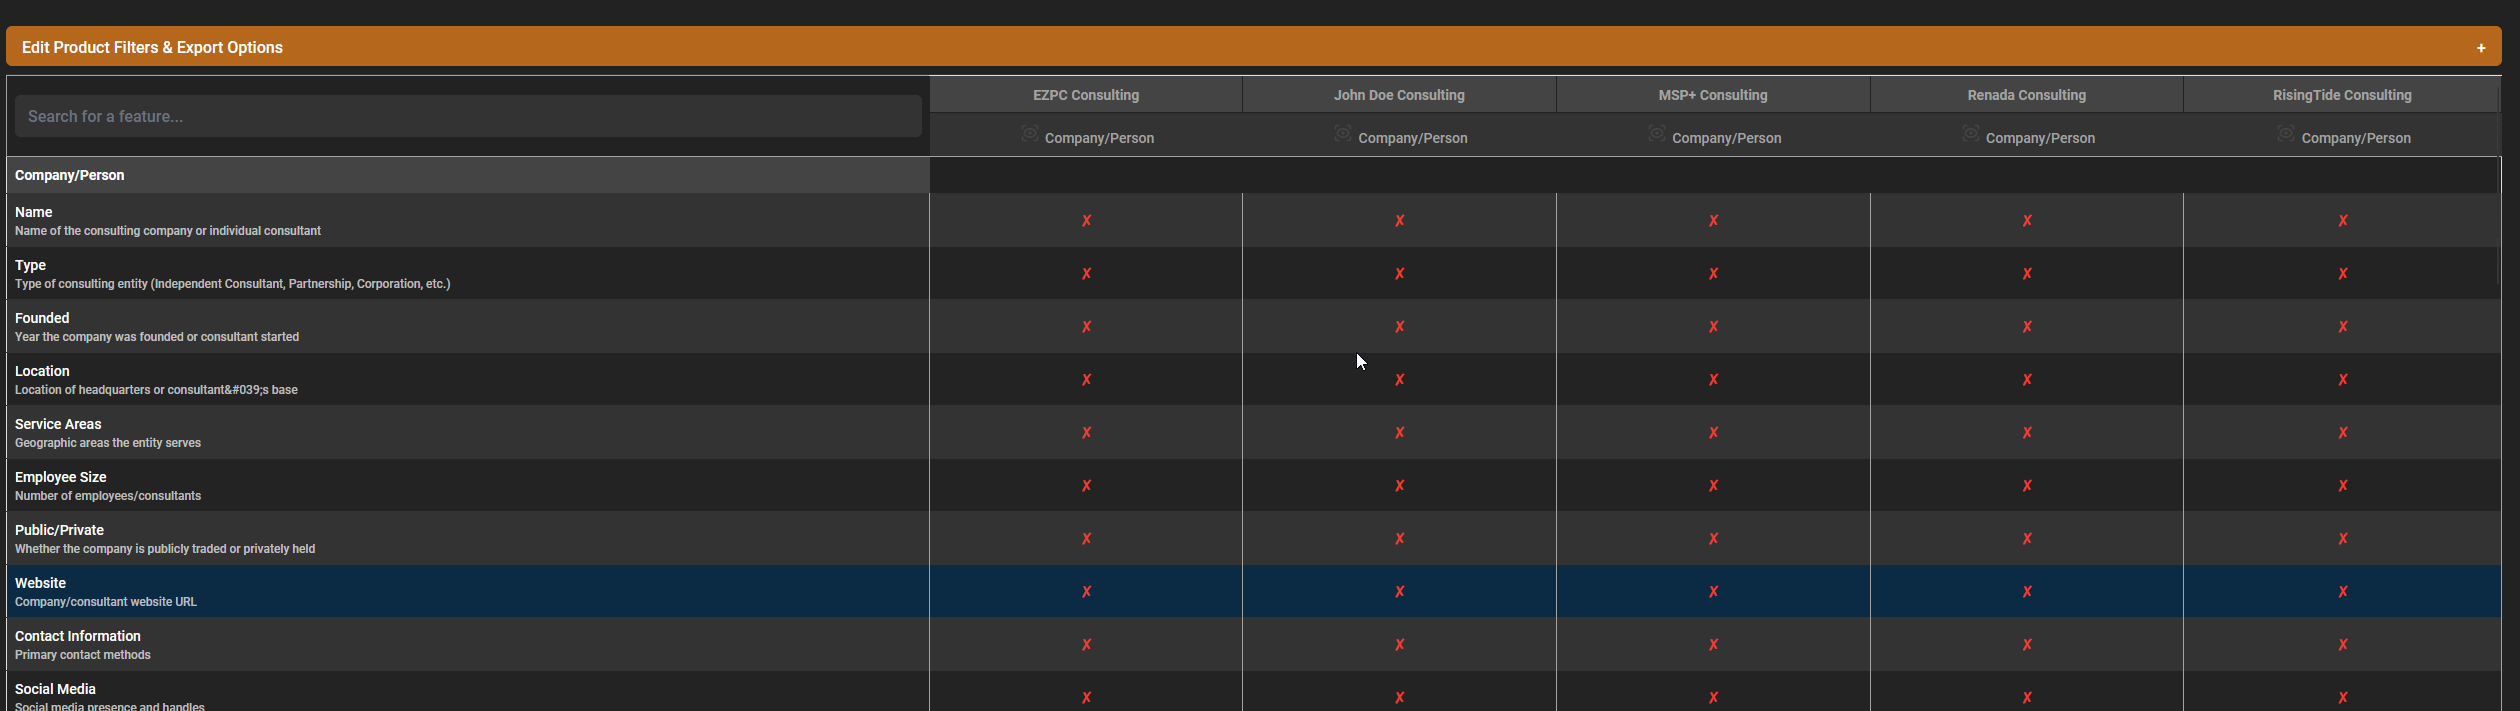 Edit Product Filters & Export Options +
Search for a feature...
EZPC Consulting John Doe Consulting MSP+ Consulting Renada Consulting RisingTide Consulting
Company/Person Company/Person Company/Person Company/Person Company/Person
Company/Person
Name
Name of the consulting company or individual consultant
✗ ✗ ✗ ✗ ✗
Type
Type of consulting entity (Independent Consultant, Partnership, Corporation, etc.)
✗ ✗ ✗ ✗ ✗
Founded
Year the company was founded or consultant started
✗ ✗ ✗ ✗ ✗
Location
Location of headquarters or consultant&#039;s base
✗ ✗ ✗ ✗ ✗
Service Areas
Geographic areas the entity serves
✗ ✗ ✗ ✗ ✗
Employee Size
Number of employees/consultants
✗ ✗ ✗ ✗ ✗
Public/Private
Whether the company is publicly traded or privately held
✗ ✗ ✗ ✗ ✗
Website
Company/consultant website URL
✗ ✗ ✗ ✗ ✗
Contact Information
Primary contact methods
✗ ✗ ✗ ✗ ✗
Social Media
Social media presence and handles
✗ ✗ ✗ ✗ ✗